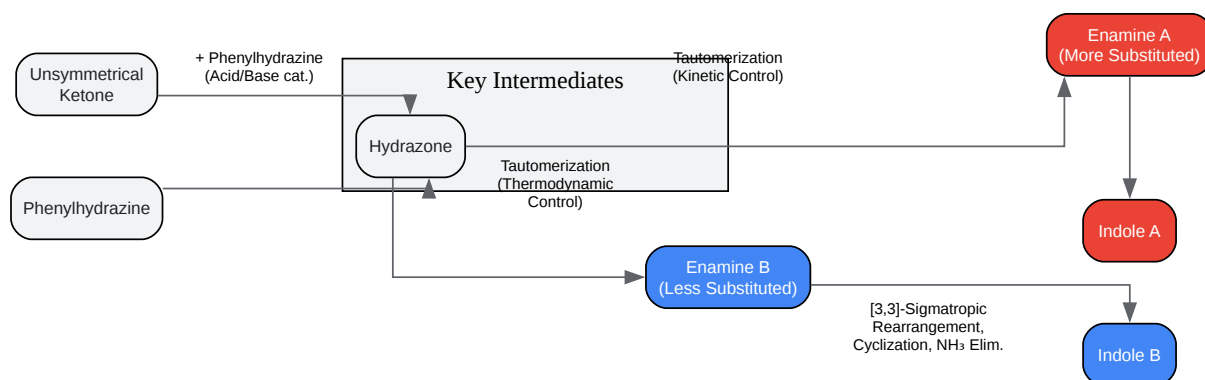 Unsymmetrical
Ketone
+ Phenylhydrazine
(Acid/Base cat.)
Key Intermediates
Tautomerization
(Kinetic Control)
Enamine A
(More Substituted)
Hydrazone
Tautomerization
(Thermodynamic
Control)
Phenylhydrazine
Indole A
Enamine B
(Less Substituted)
[3,3]-Sigmatropic
Rearrangement,
Cyclization, NH₃ Elim.
Indole B